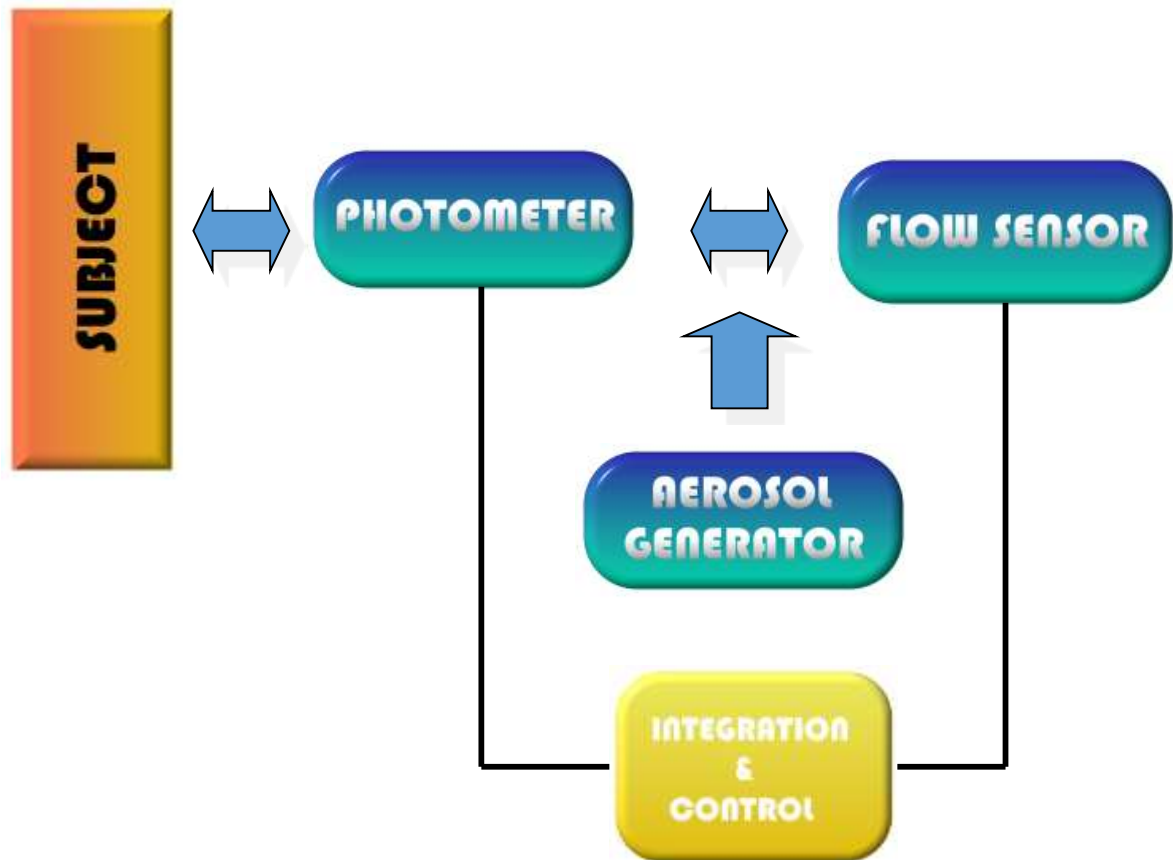 SUBJECT
PHOTOMETER
FLOW SENSOR
AEROSOL
GENERATOR
INTEGRATION
&
CONTROL